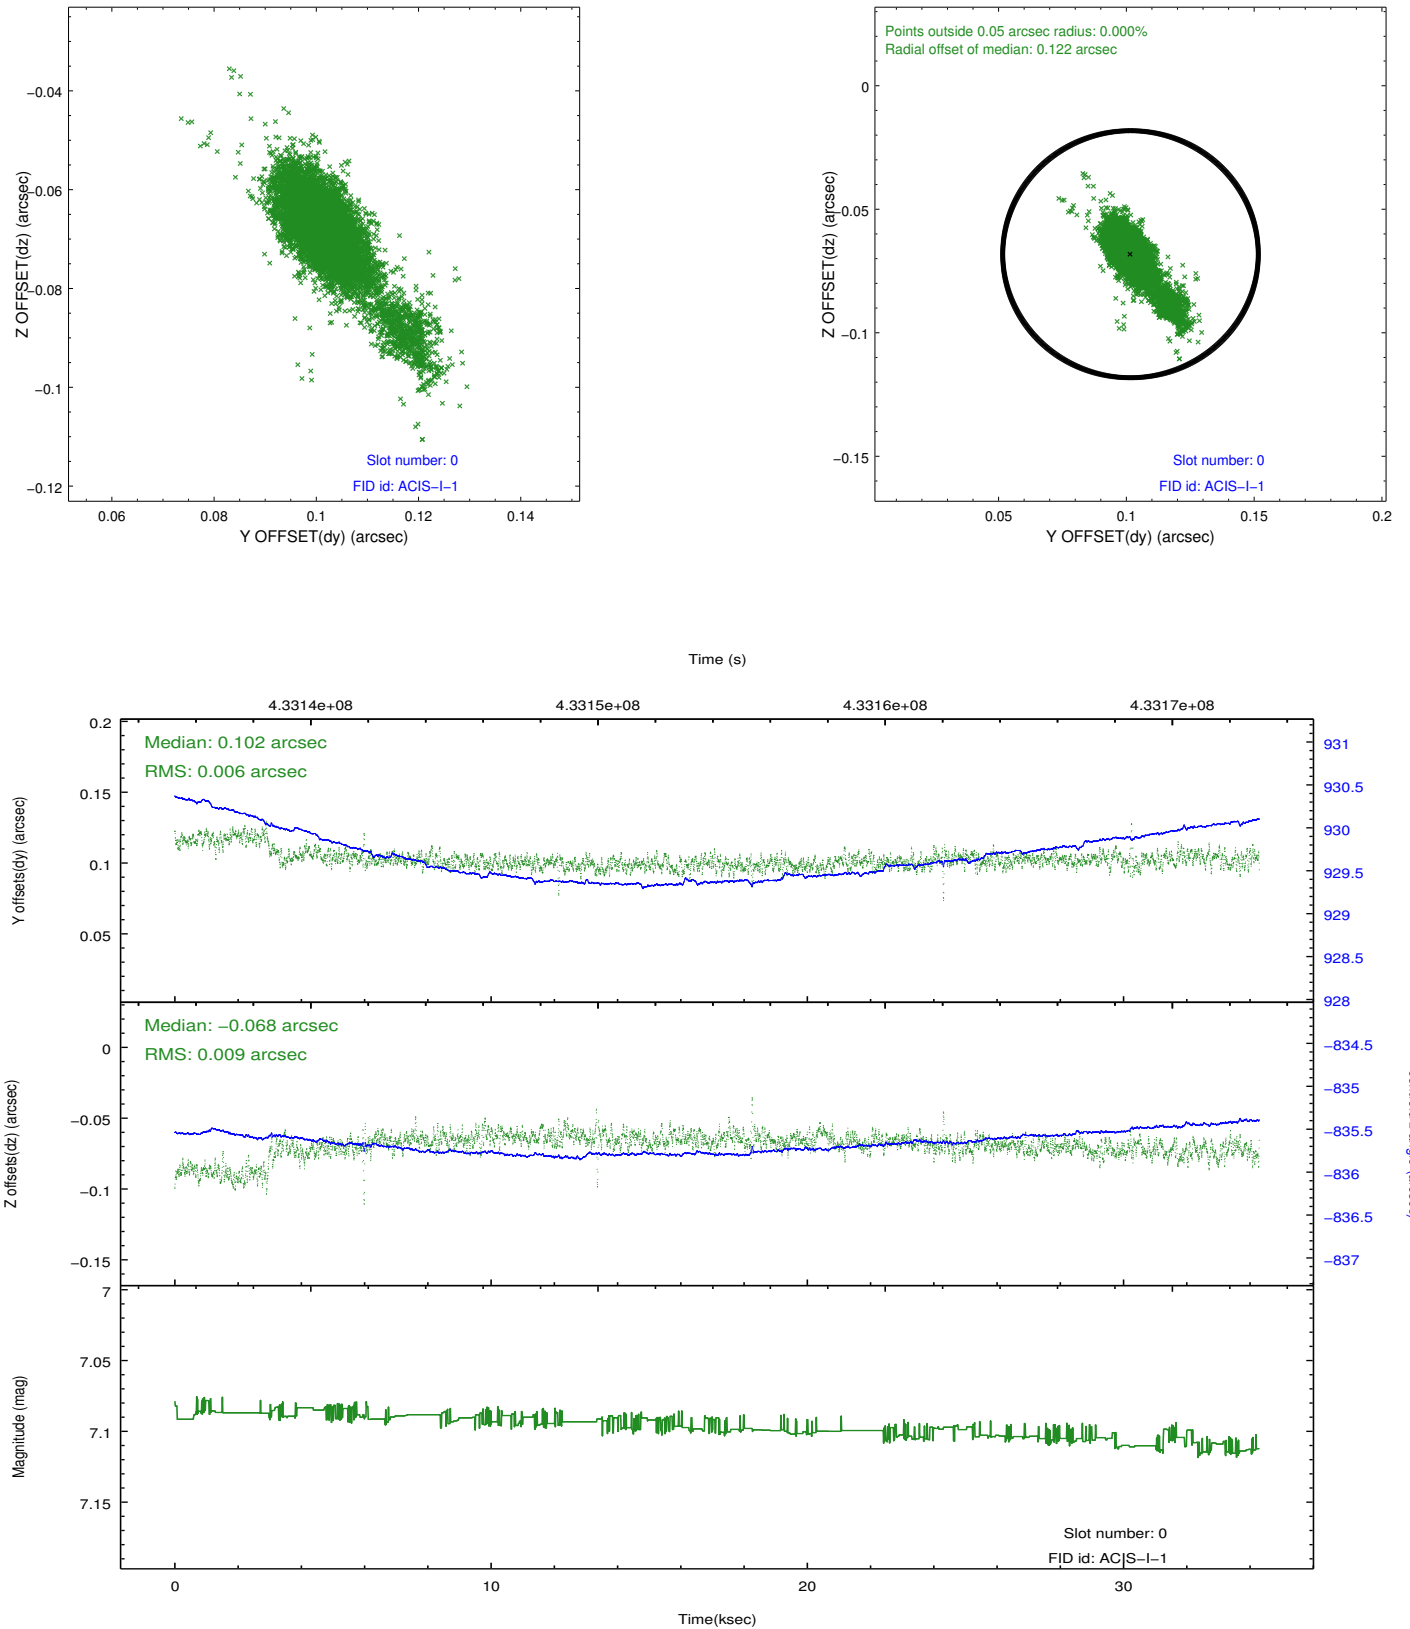 Z OFFSET(dz) (arcsec)
−0.04
−0.06
−0.08
−0.1
−0.12
Slot number: 0
FID id: ACIS−I−1
0.06 0.08 0.1 0.12 0.14
Y OFFSET(dy) (arcsec)
Points outside 0.05 arcsec radius: 0.000%
Radial offset of median: 0.122 arcsec
Z OFFSET(dz) (arcsec)
0
−0.05
−0.1
−0.15
Slot number: 0
FID id: ACIS−I−1
0.05 0.1 0.15 0.2
Y OFFSET(dy) (arcsec)
Time (s)
4.3314e+08 4.3315e+08 4.3316e+08 4.3317e+08
Y offsets(dy) (arcsec)
0.2
0.15
0.1
0.05
Median: 0.102 arcsec
RMS: 0.006 arcsec
931
930.5
930
929.5
929
928.5
928
Z offsets(dz) (arcsec)
0
−0.05
−0.1
−0.15
Median: −0.068 arcsec
RMS: 0.009 arcsec
−834.5
−835
−835.5
−836
−836.5
−837
Magnitude (mag)
7
7.05
7.1
7.15
Slot number: 0
FID id: ACIS−I−1
0 10 20 30
Time(ksec)